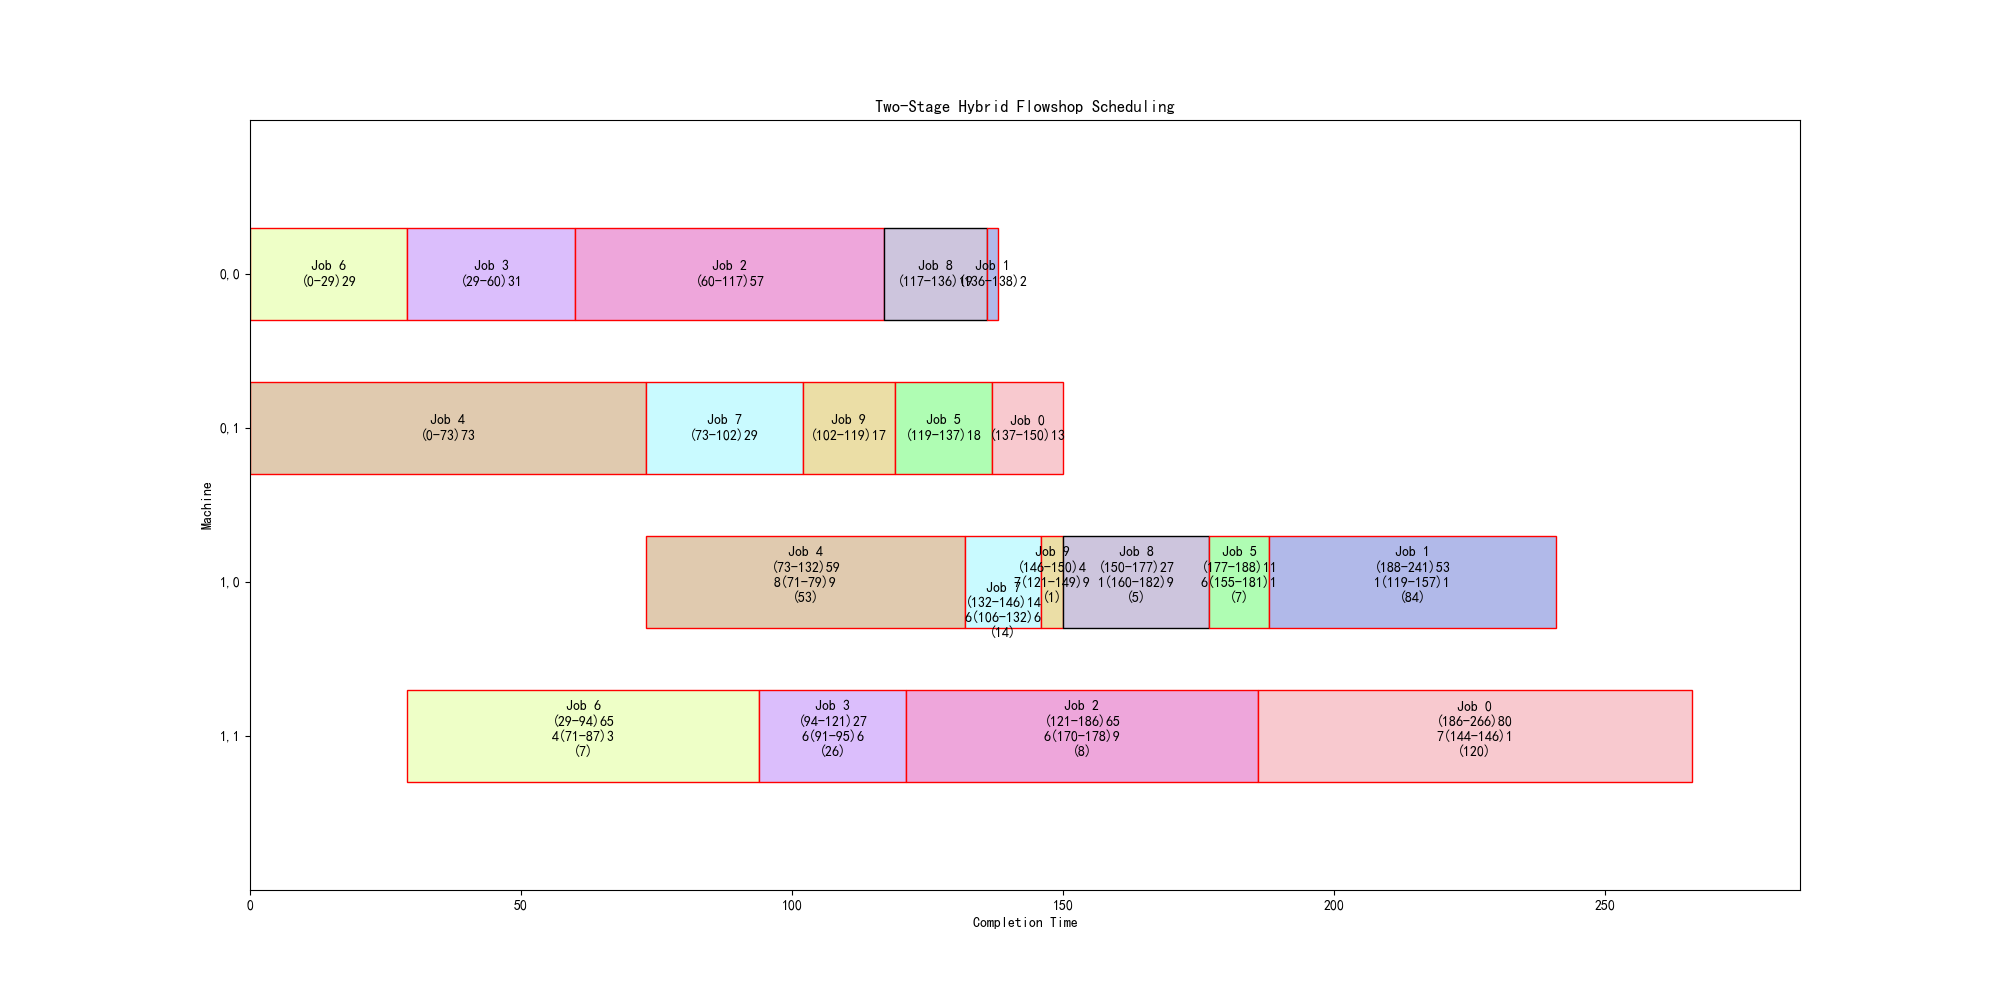 Two-Stage Hybrid Flowshop Scheduling
Machine
0,0
Job 6
(0-29)29
Job 3
(29-60)31
Job 2
(60-117)57
Job 8
(117-136)19
Job 1
(136-138)2
0,1
Job 4
(0-73)73
Job 7
(73-102)29
Job 9
(102-119)17
Job 5
(119-137)18
Job 0
(137-150)13
1,0
Job 4
(73-132)59
8(71-79)9
(53)
Job 7
(132-146)14
6(106-132)6
(14)
Job 9
(146-150)4
7(121-149)9
(1)
Job 8
(150-177)27
1(160-182)9
(5)
Job 5
(177-188)11
6(155-181)1
(7)
Job 1
(188-241)53
1(119-157)1
(84)
1,1
Job 6
(29-94)65
4(71-87)3
(7)
Job 3
(94-121)27
6(91-95)6
(26)
Job 2
(121-186)65
6(170-178)9
(8)
Job 0
(186-266)80
7(144-146)1
(120)
0
50
100
150
200
250
Completion Time